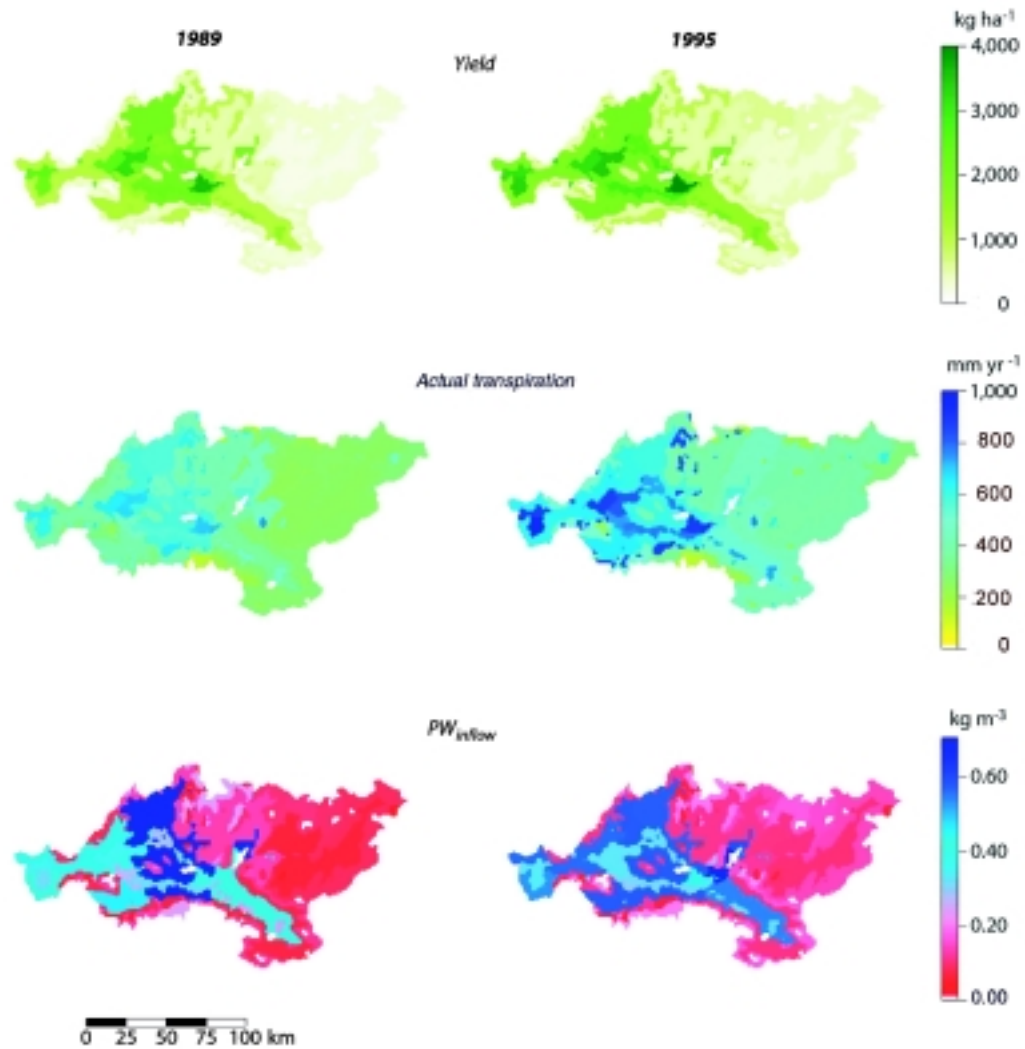 1989
1995
Yield
kg ha-1
4,000
3,000
2,000
1,000
0
Actual transpiration
mm yr -1
1,000
800
600
400
200
0
PWinflow
kg m-3
0.60
0.40
0.20
0.00
0 25 50 75 100 km